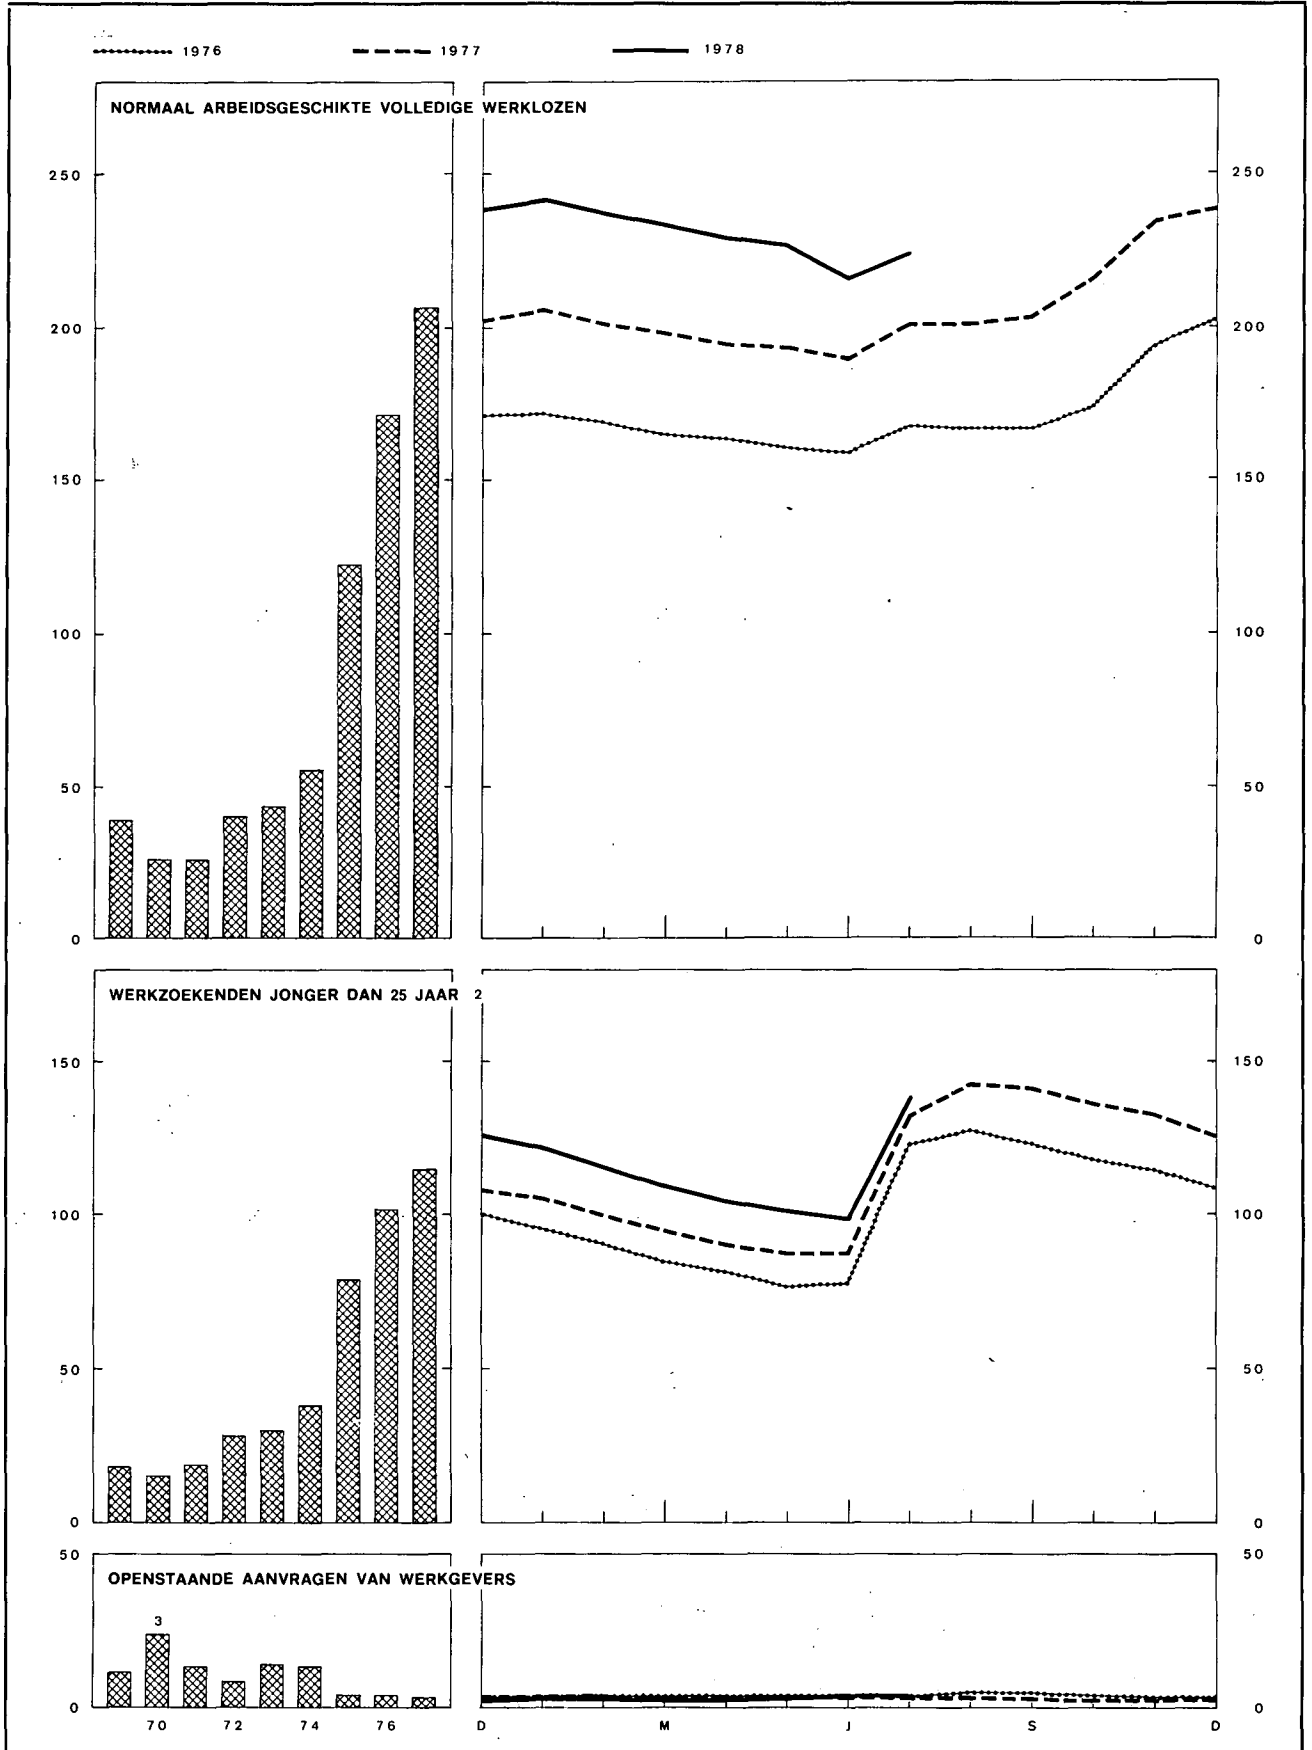 1976 1977 1978
NORMAAL ARBEIDSGESCHIKTE VOLLEDIGE WERKLOZEN
250 250
200 200
150 150
100 100
50 50
0 0
WERKZOEKENDEN JONGER DAN 25 JAAR 2
150 150
100 100
50 50
0 0
50 50
OPENSTAANDE AANVRAGEN VAN WERKGEVERS
3
0 0
70 72 74 76 D M J S D